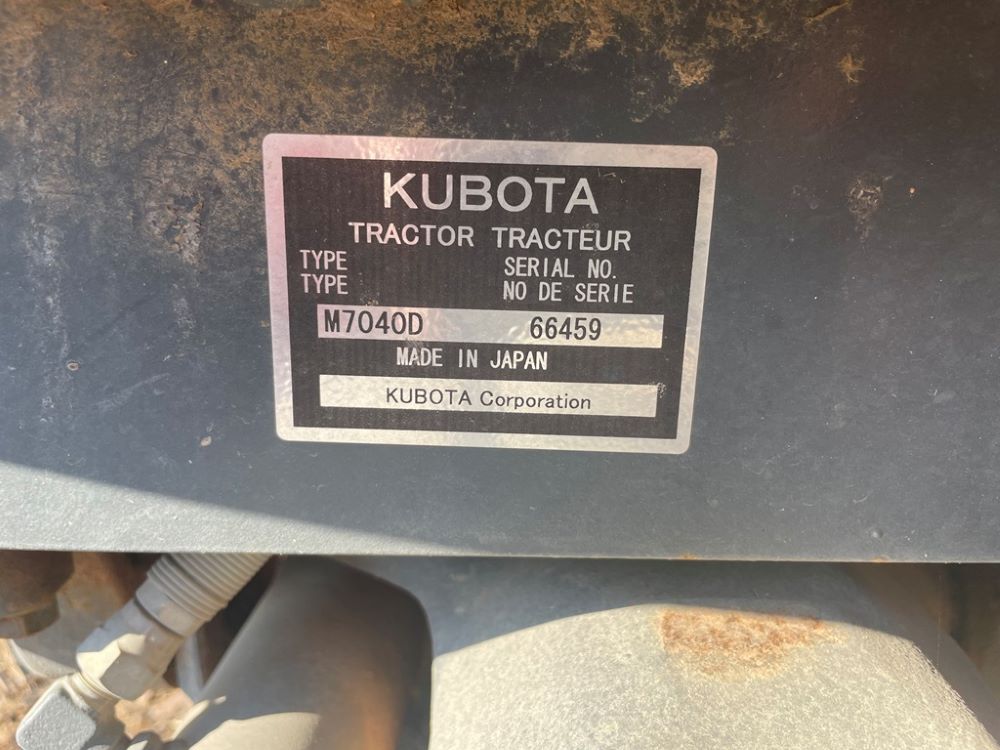 KUBOTA
TRACTOR TRACTEUR
TYPE SERIAL NO.
TYPE NO DE SERIE
M7040D 66459
MADE IN JAPAN
KUBOTA Corporation